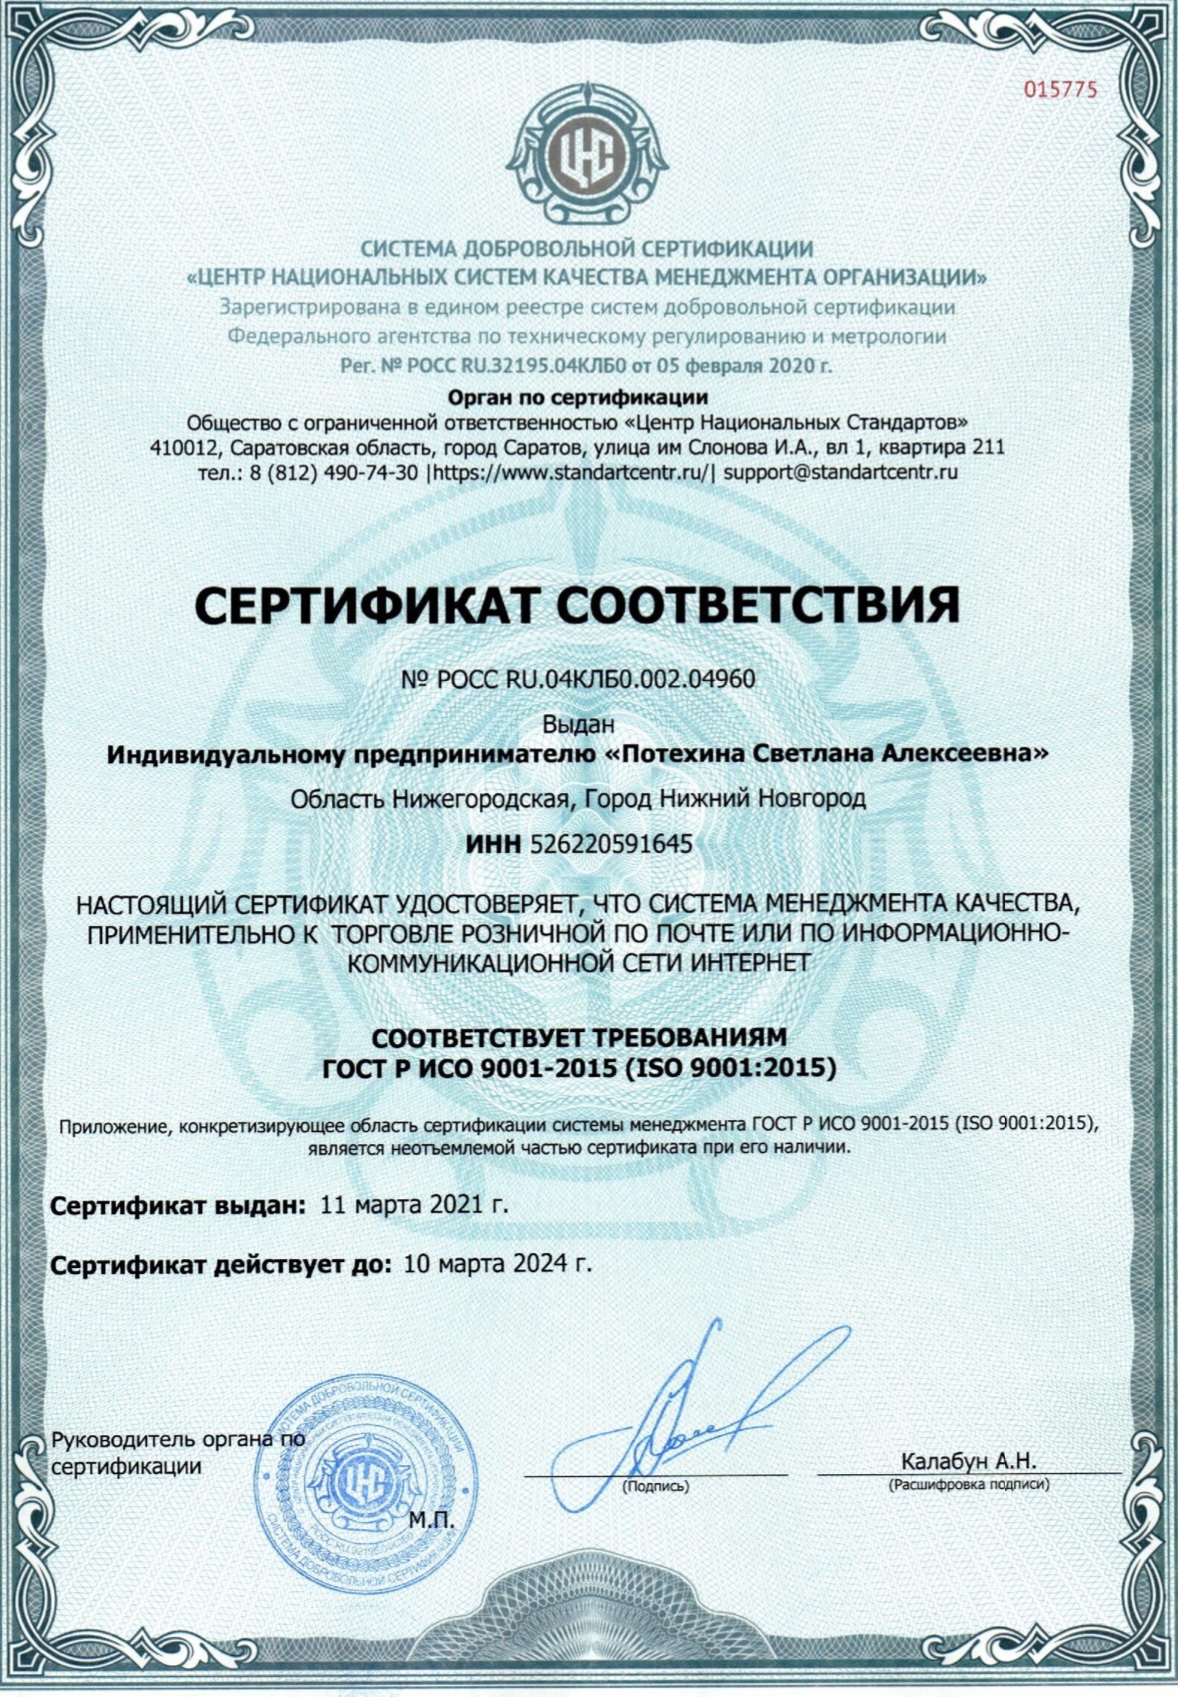 015775
ЦНС
СИСТЕМА ДОБРОВОЛЬНОЙ СЕРТИФИКАЦИИ
«ЦЕНТР НАЦИОНАЛЬНЫХ СИСТЕМ КАЧЕСТВА МЕНЕДЖМЕНТА ОРГАНИЗАЦИИ»
Зарегистрирована в едином реестре систем добровольной сертификации
Федерального агентства по техническому регулированию и метрологии
Рег. № РОСС RU.32195.04КЛБ0 от 05 февраля 2020 г.
Орган по сертификации
Общество с ограниченной ответственностью «Центр Национальных Стандартов»
410012, Саратовская область, город Саратов, улица им Слонова И.А., вл 1, квартира 211
тел.: 8 (812) 490-74-30 |https://www.standartcentr.ru/| support@standartcentr.ru
СЕРТИФИКАТ СООТВЕТСТВИЯ
№ РОСС RU.04КЛБ0.002.04960
Выдан
Индивидуальному предпринимателю «Потехина Светлана Алексеевна»
Область Нижегородская, Город Нижний Новгород
ИНН 526220591645
НАСТОЯЩИЙ СЕРТИФИКАТ УДОСТОВЕРЯЕТ, ЧТО СИСТЕМА МЕНЕДЖМЕНТА КАЧЕСТВА,
ПРИМЕНИТЕЛЬНО К ТОРГОВЛЕ РОЗНИЧНОЙ ПО ПОЧТЕ ИЛИ ПО ИНФОРМАЦИОННО-
КОММУНИКАЦИОННОЙ СЕТИ ИНТЕРНЕТ
СООТВЕТСТВУЕТ ТРЕБОВАНИЯМ
ГОСТ Р ИСО 9001-2015 (ISO 9001:2015)
Приложение, конкретизирующее область сертификации системы менеджмента ГОСТ Р ИСО 9001-2015 (ISO 9001:2015),
является неотъемлемой частью сертификата при его наличии.
Сертификат выдан: 11 марта 2021 г.
Сертификат действует до: 10 марта 2024 г.
Руководитель органа по
сертификации
СИСТЕМА ДОБРОВОЛЬНОЙ СЕРТИФИКАЦИИ
ЦНС
СИСТЕМА ДОБРОВОЛЬНОЙ СЕРТИФИКАЦИИ
М.П.
(Подпись)
Калабун А.Н.
(Расшифровка подписи)